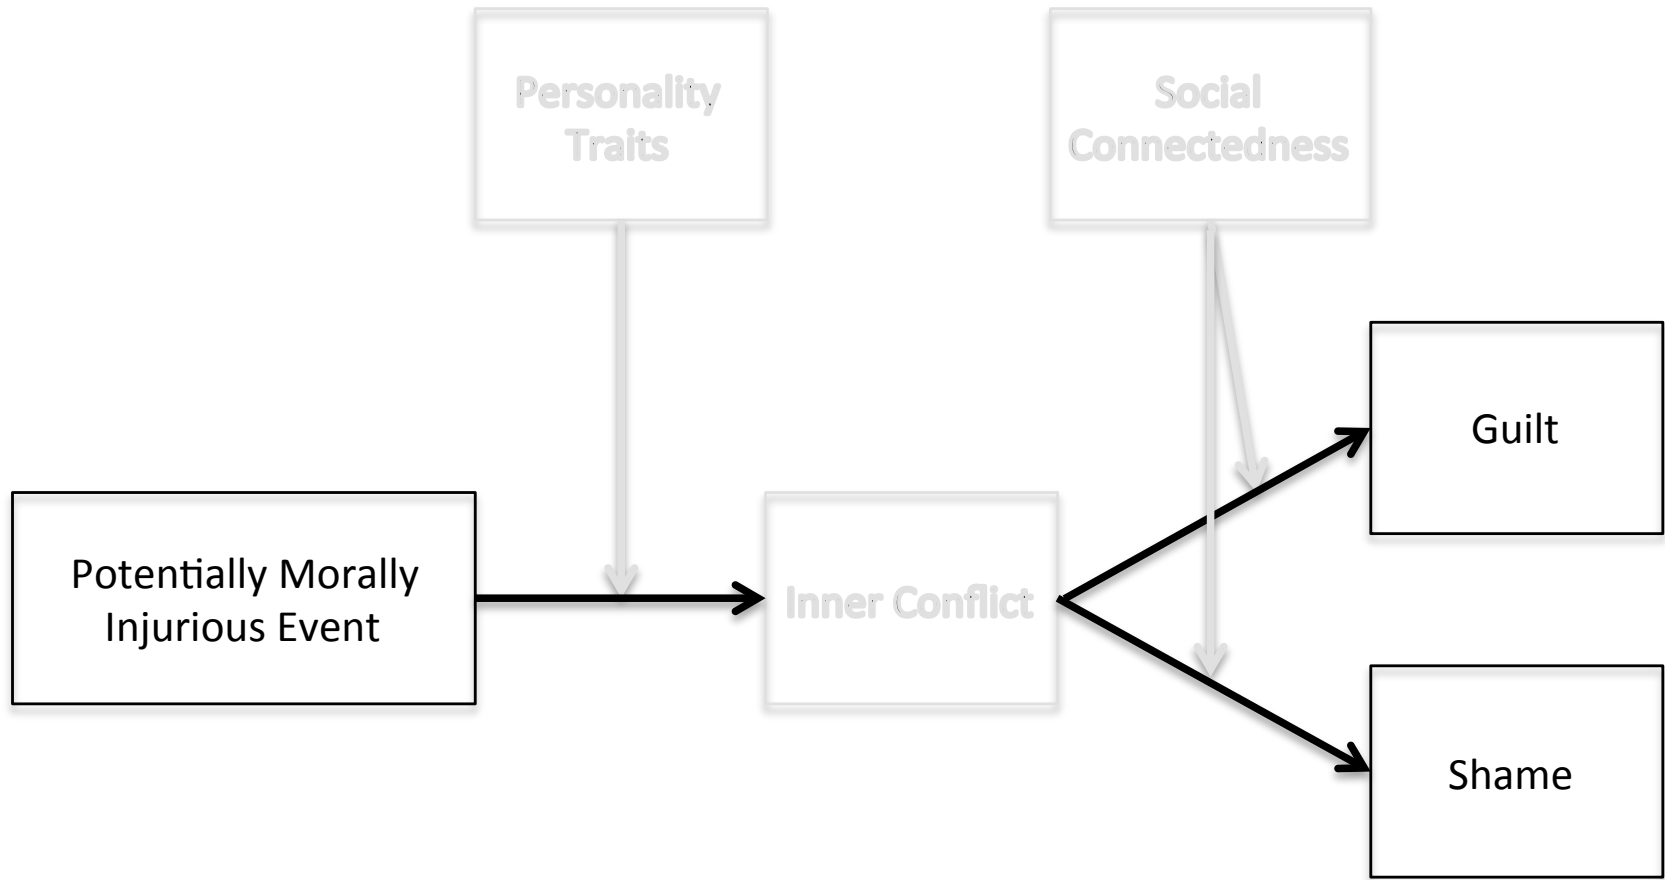 Personality
Traits
Social
Connectedness
Guilt
Potentially Morally
Injurious Event
Inner Conflict
Shame